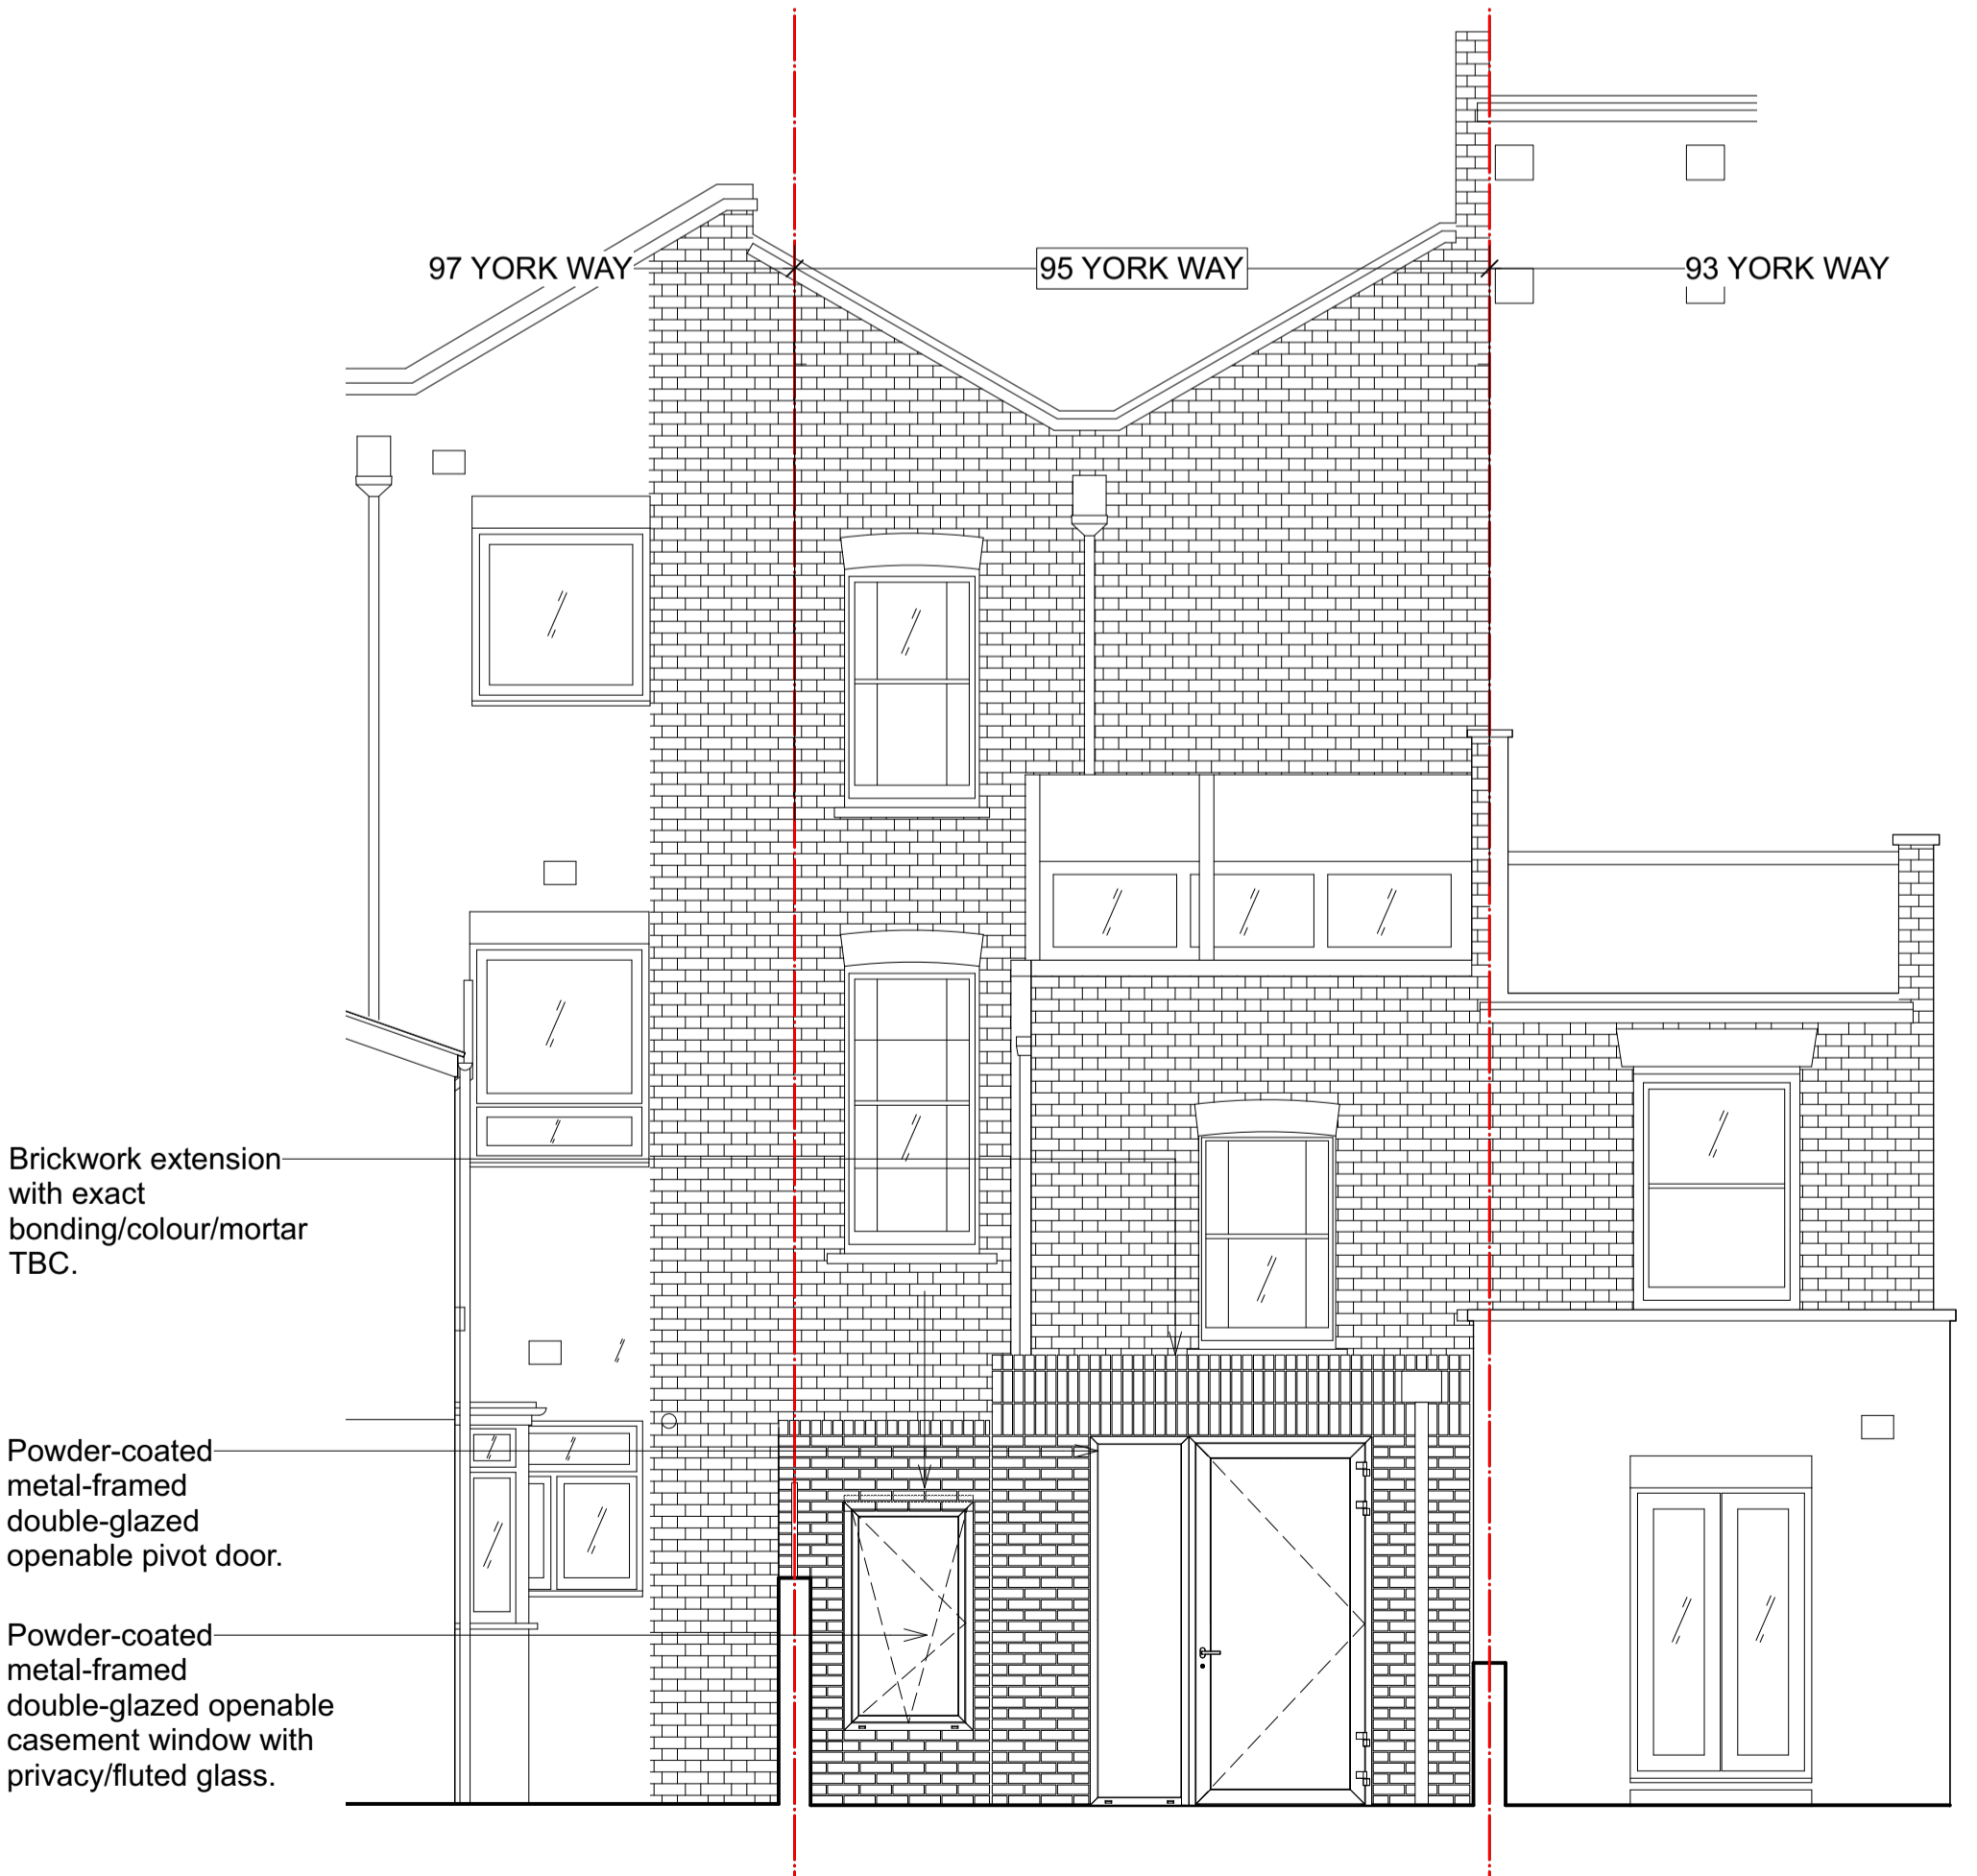 97 YORK WAY
95 YORK WAY
93 YORK WAY
Brickwork extension
with exact
bonding/colour/mortar
TBC.
Powder-coated
metal-framed
double-glazed
openable pivot door.
Powder-coated
metal-framed
double-glazed openable
casement window with
privacy/fluted glass.